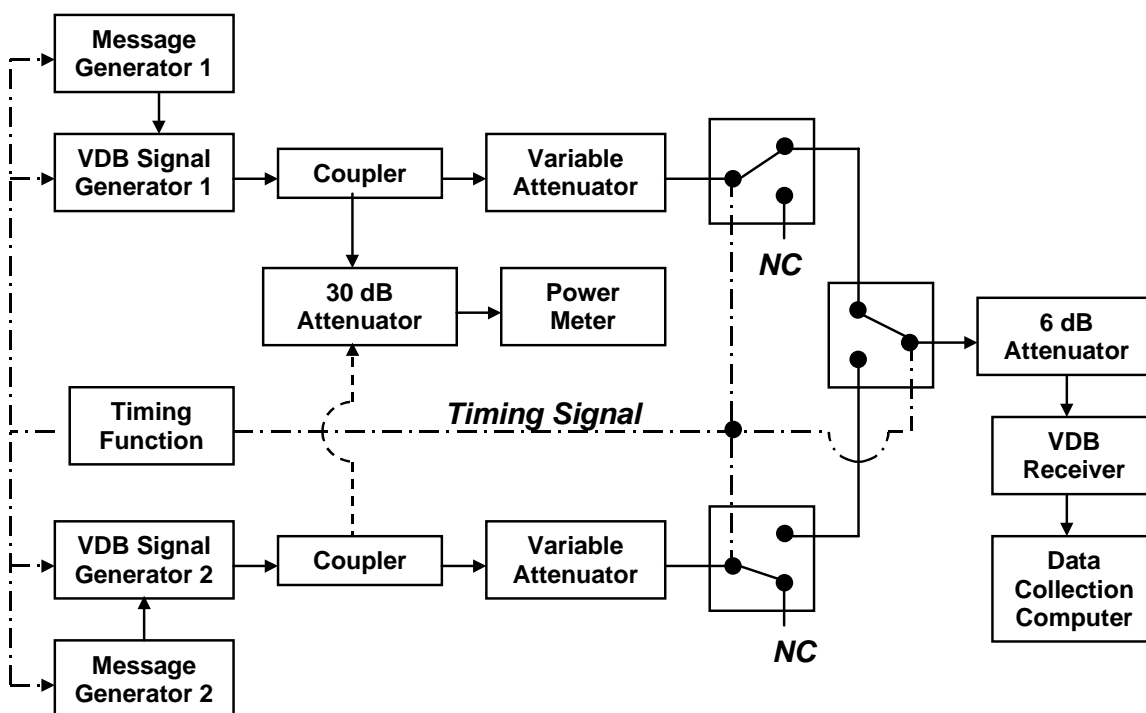 Message
Generator 1
VDB Signal
Generator 1
Coupler
Variable
Attenuator
NC
30 dB
Attenuator
Power
Meter
6 dB
Attenuator
Timing
Function
Timing Signal
VDB
Receiver
VDB Signal
Generator 2
Coupler
Variable
Attenuator
NC
Data
Collection
Computer
Message
Generator 2